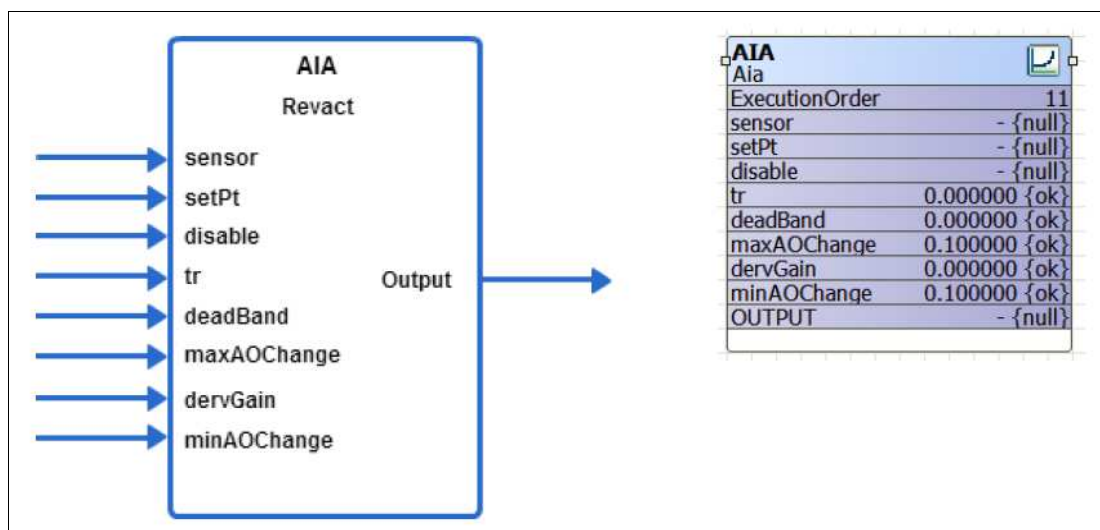 AIA
Revact
sensor
setPt
disable
tr
Output
deadBand
maxAOChange
dervGain
minAOChange
AIA
Aia
ExecutionOrder 11
sensor - {null}
setPt - {null}
disable - {null}
tr 0.000000 {ok}
deadBand 0.000000 {ok}
maxAOChange 0.100000 {ok}
dervGain 0.000000 {ok}
minAOChange 0.100000 {ok}
OUTPUT - {null}